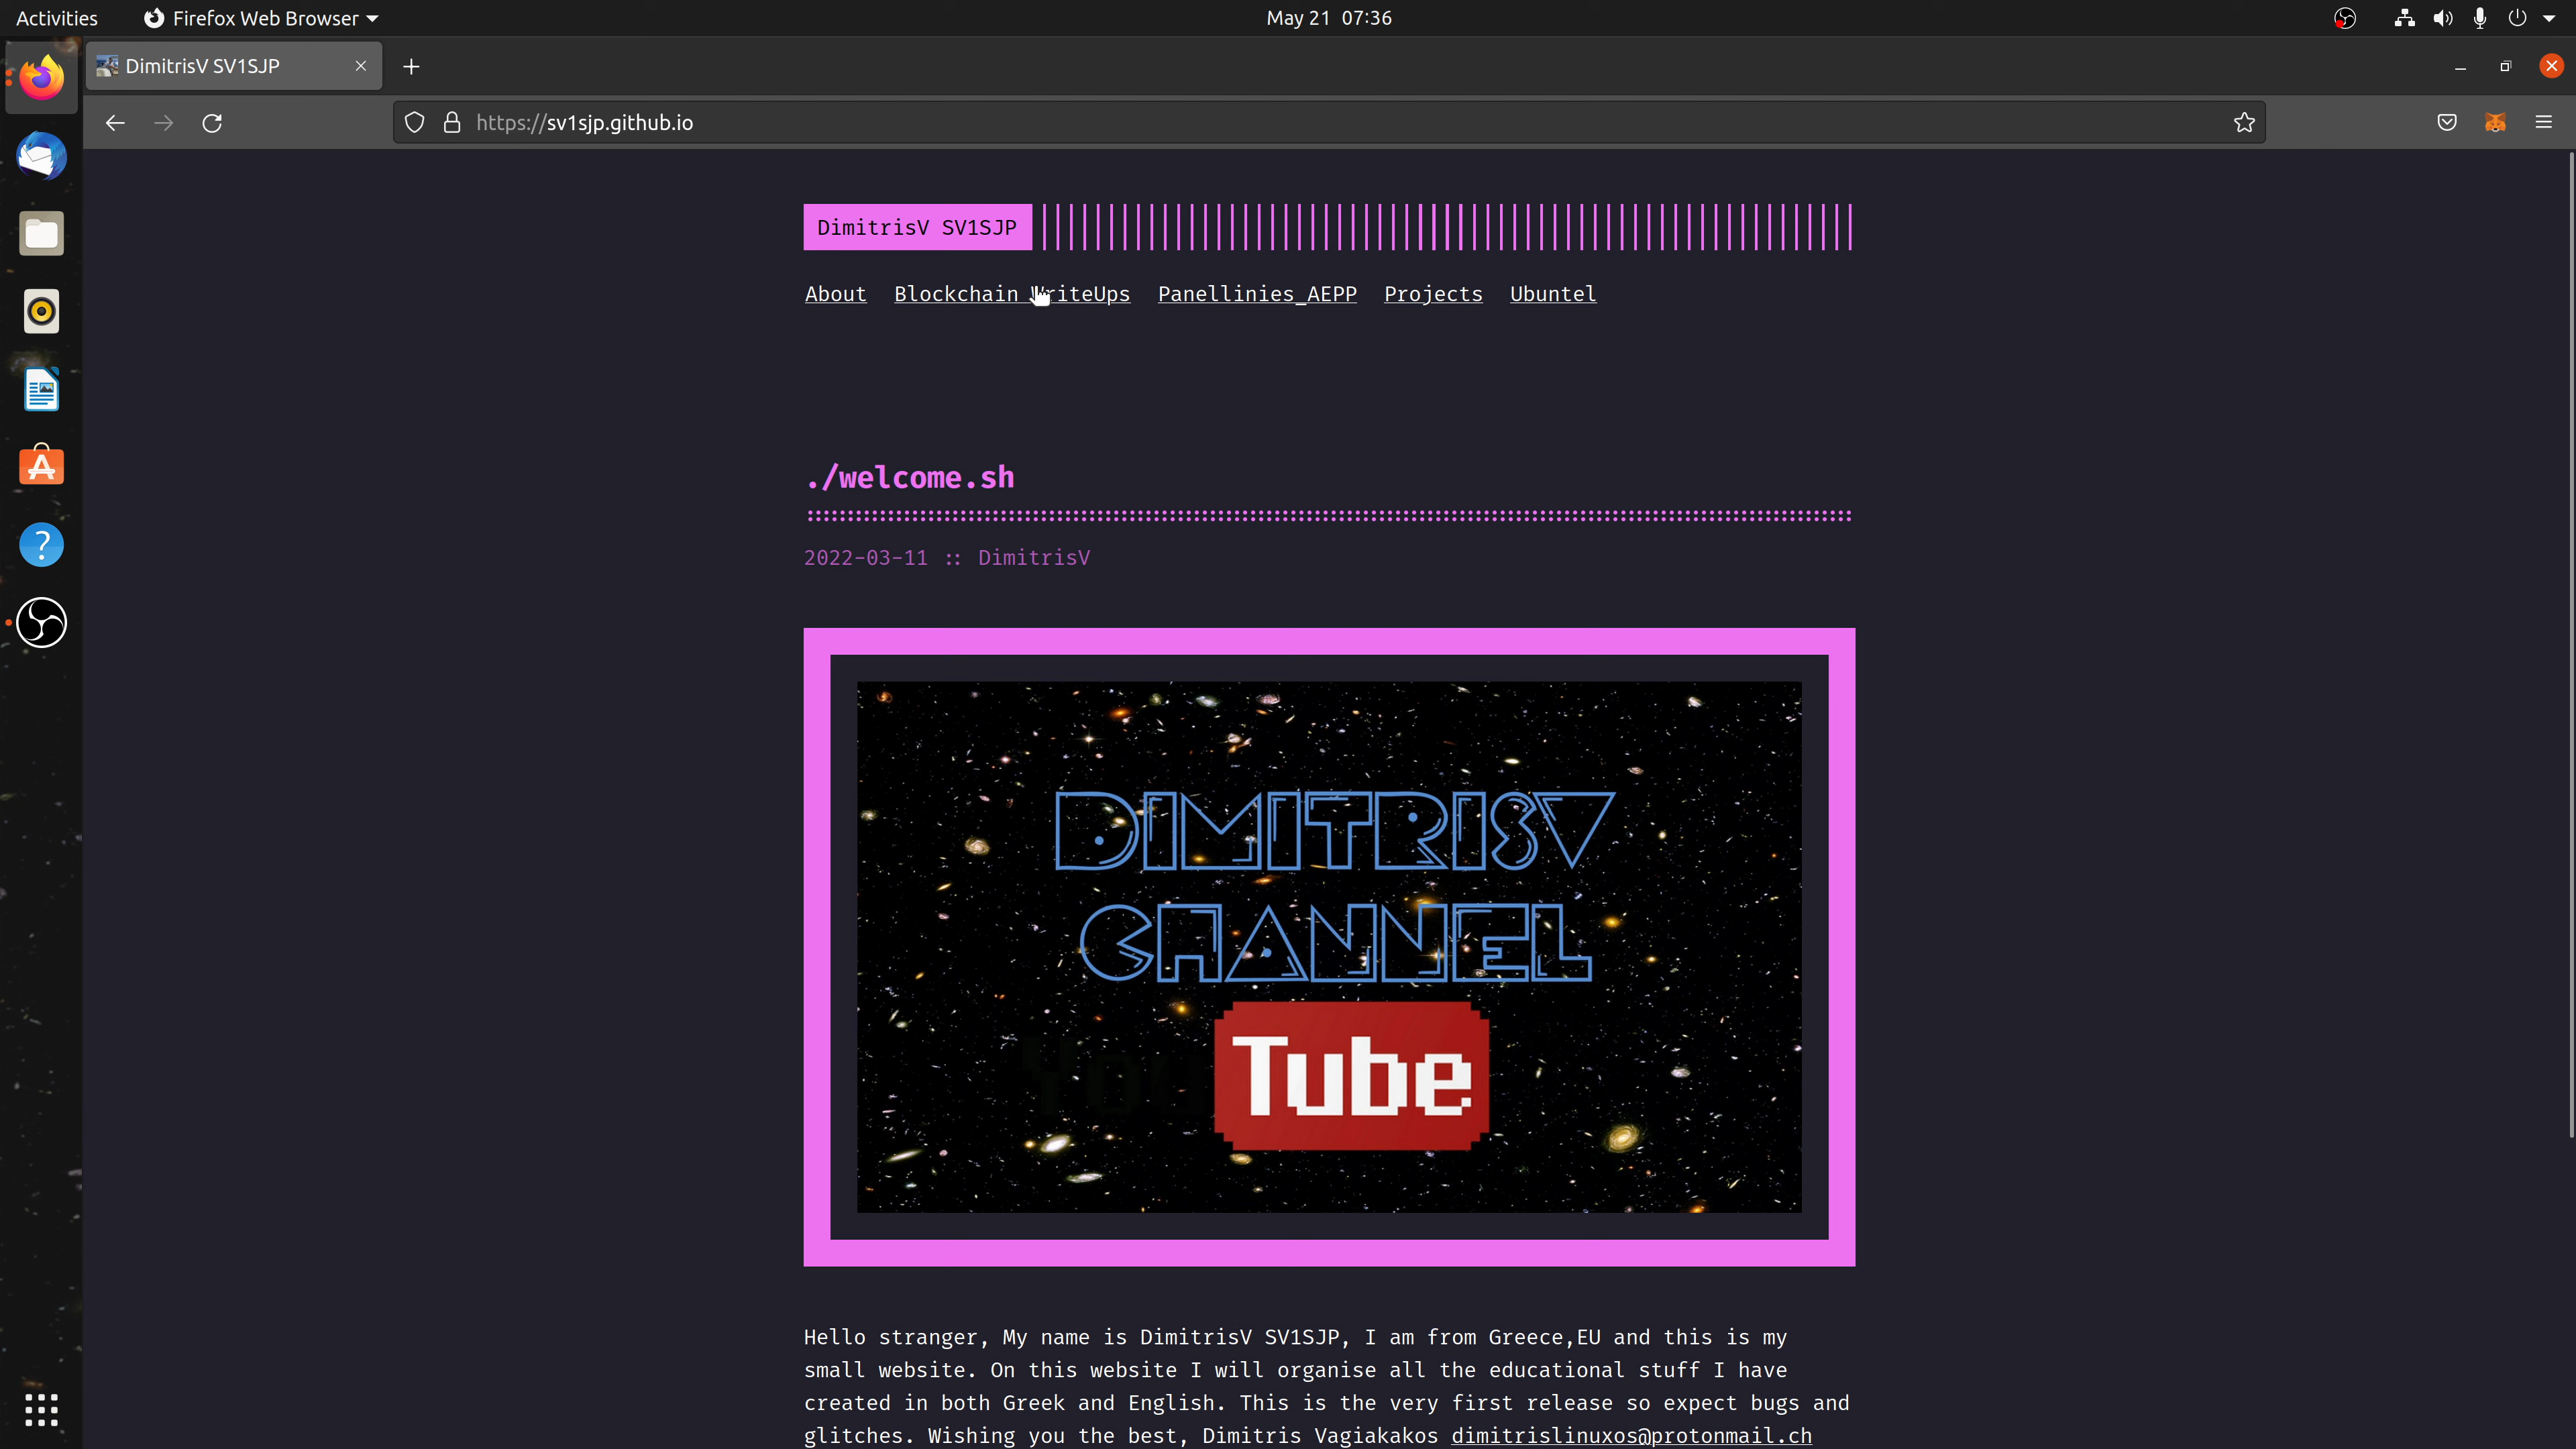 Activities
Firefox Web Browser
May 21 07:36
DimitrisV SV1SJP
https://sv1sjp.github.io
DimitrisV SV1SJP
About Blockchain WriteUps Panellinies_AEPP Projects Ubuntel
./welcome.sh
2022-03-11 :: DimitrisV
DIMITRISV
CHANNEL
You Tube
Hello stranger, My name is DimitrisV SV1SJP, I am from Greece,EU and this is my
small website. On this website I will organise all the educational stuff I have
created in both Greek and English. This is the very first release so expect bugs and
glitches. Wishing you the best, Dimitris Vagiakakos dimitrislinuxos@protonmail.ch